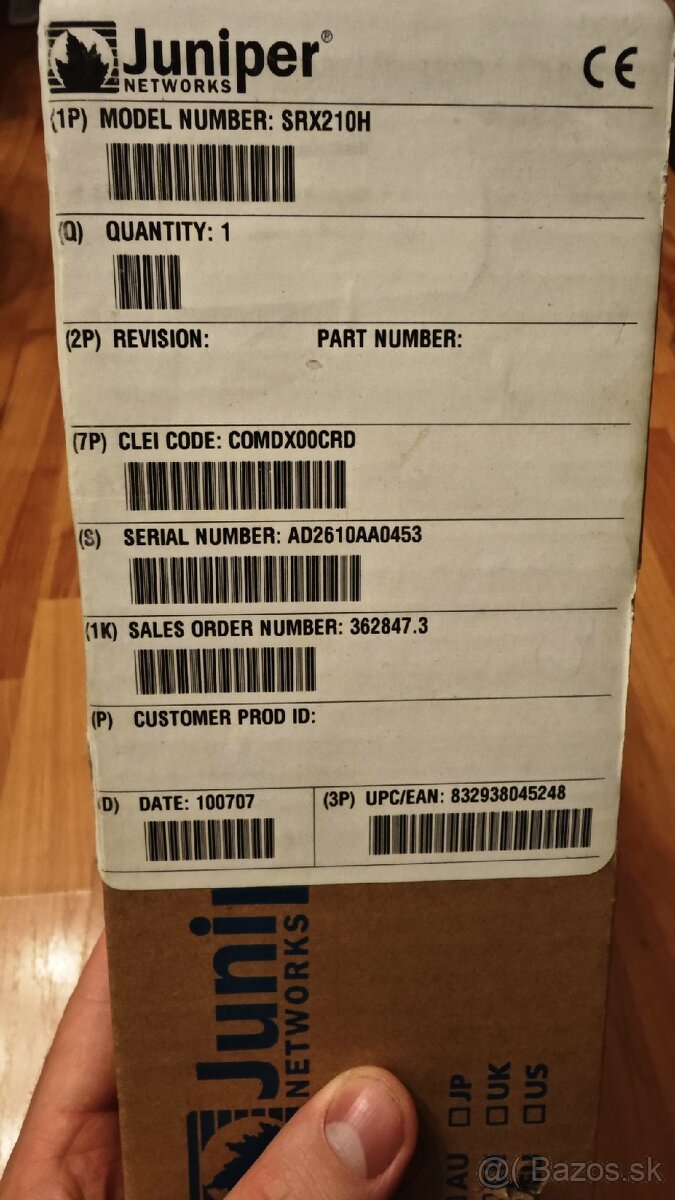 Juniper®
NETWORKS
CE
(1P) MODEL NUMBER: SRX210H
(Q) QUANTITY: 1
(2P) REVISION: PART NUMBER:
(7P) CLEI CODE: COMDX00CRD
(S) SERIAL NUMBER: AD2610AA0453
(1K) SALES ORDER NUMBER: 362847.3
(P) CUSTOMER PROD ID:
(D) DATE: 100707 (3P) UPC/EAN: 832938045248
Juni
NETWORKS
JP
UK
US
AU
Bazos.sk